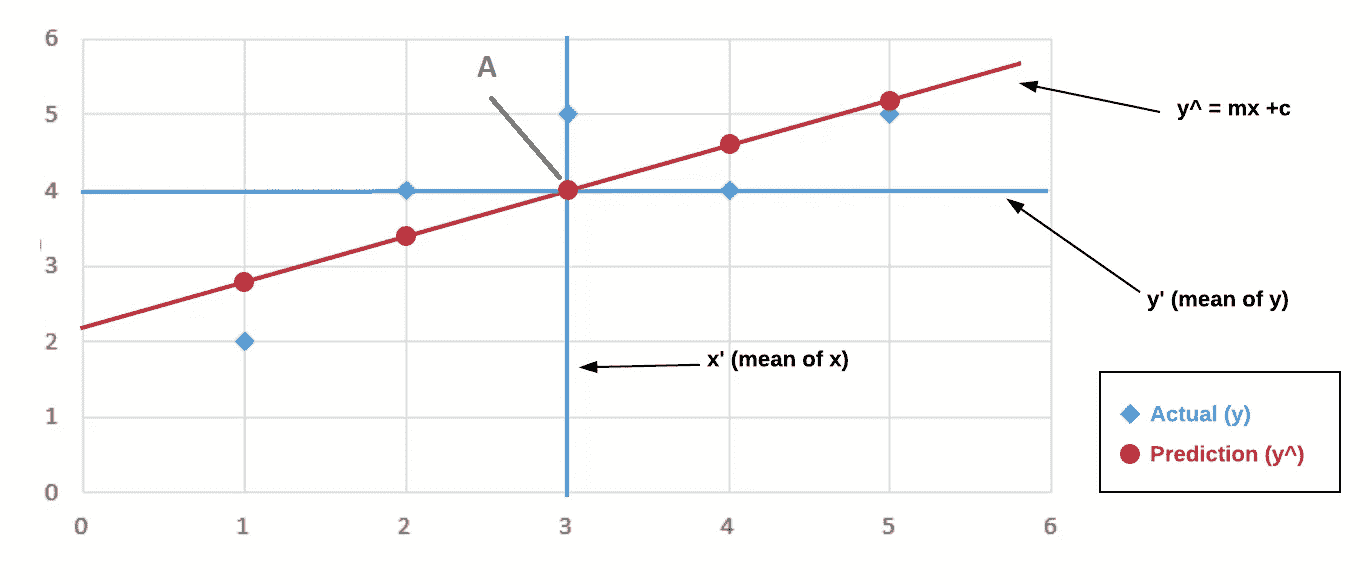 6
A
5
y^ = mx +c
4
3
y' (mean of y)
2
x' (mean of x)
1
Actual (y)
Prediction (y^)
0
0 1 2 3 4 5 6